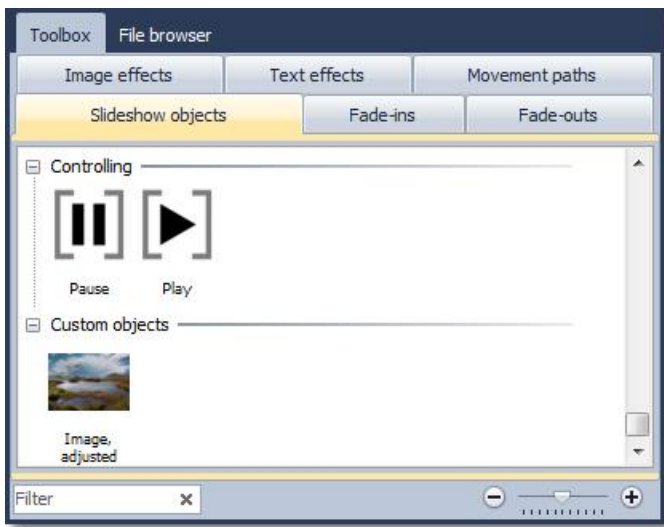 Toolbox File browser
Image effects Text effects Movement paths
Slideshow objects Fade-ins Fade-outs
Controlling
Pause Play
Custom objects
Image,
adjusted
Filter